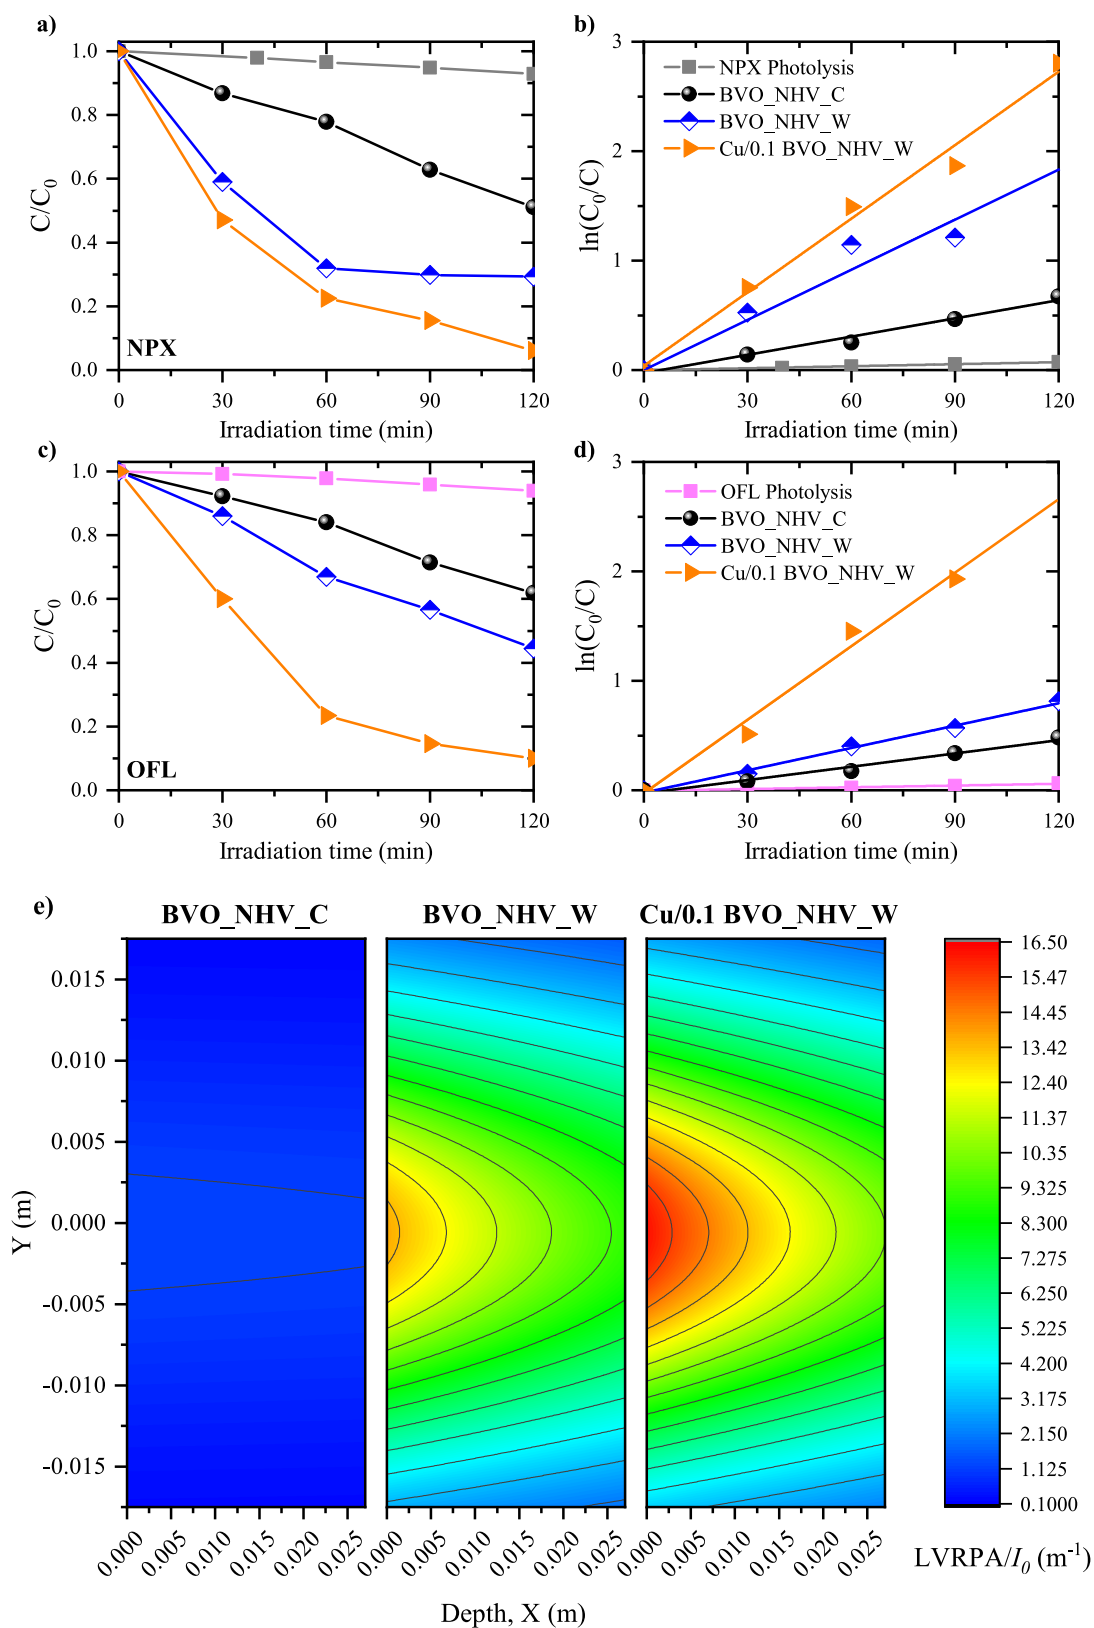 a)
C/C0
1.0
0.8
0.6
0.4
0.2
0.0
NPX
0 30 60 90 120
Irradiation time (min)
b)
ln(C0/C)
3
2
1
0
NPX Photolysis
BVO_NHV_C
BVO_NHV_W
Cu/0.1 BVO_NHV_W
0 30 60 90 120
Irradiation time (min)
c)
C/C0
1.0
0.8
0.6
0.4
0.2
0.0
OFL
0 30 60 90 120
Irradiation time (min)
d)
ln(C0/C)
3
2
1
0
OFL Photolysis
BVO_NHV_C
BVO_NHV_W
Cu/0.1 BVO_NHV_W
0 30 60 90 120
Irradiation time (min)
e)
BVO_NHV_C BVO_NHV_W Cu/0.1 BVO_NHV_W
Y (m)
0.015
0.010
0.005
0.000
-0.005
-0.010
-0.015
0.000 0.005 0.010 0.015 0.020 0.025
0.000 0.005 0.010 0.015 0.020 0.025
0.000 0.005 0.010 0.015 0.020 0.025
Depth, X (m)
16.50
15.47
14.45
13.42
12.40
11.37
10.35
9.325
8.300
7.275
6.250
5.225
4.200
3.175
2.150
1.125
0.1000
LVRPA/I0 (m-1)